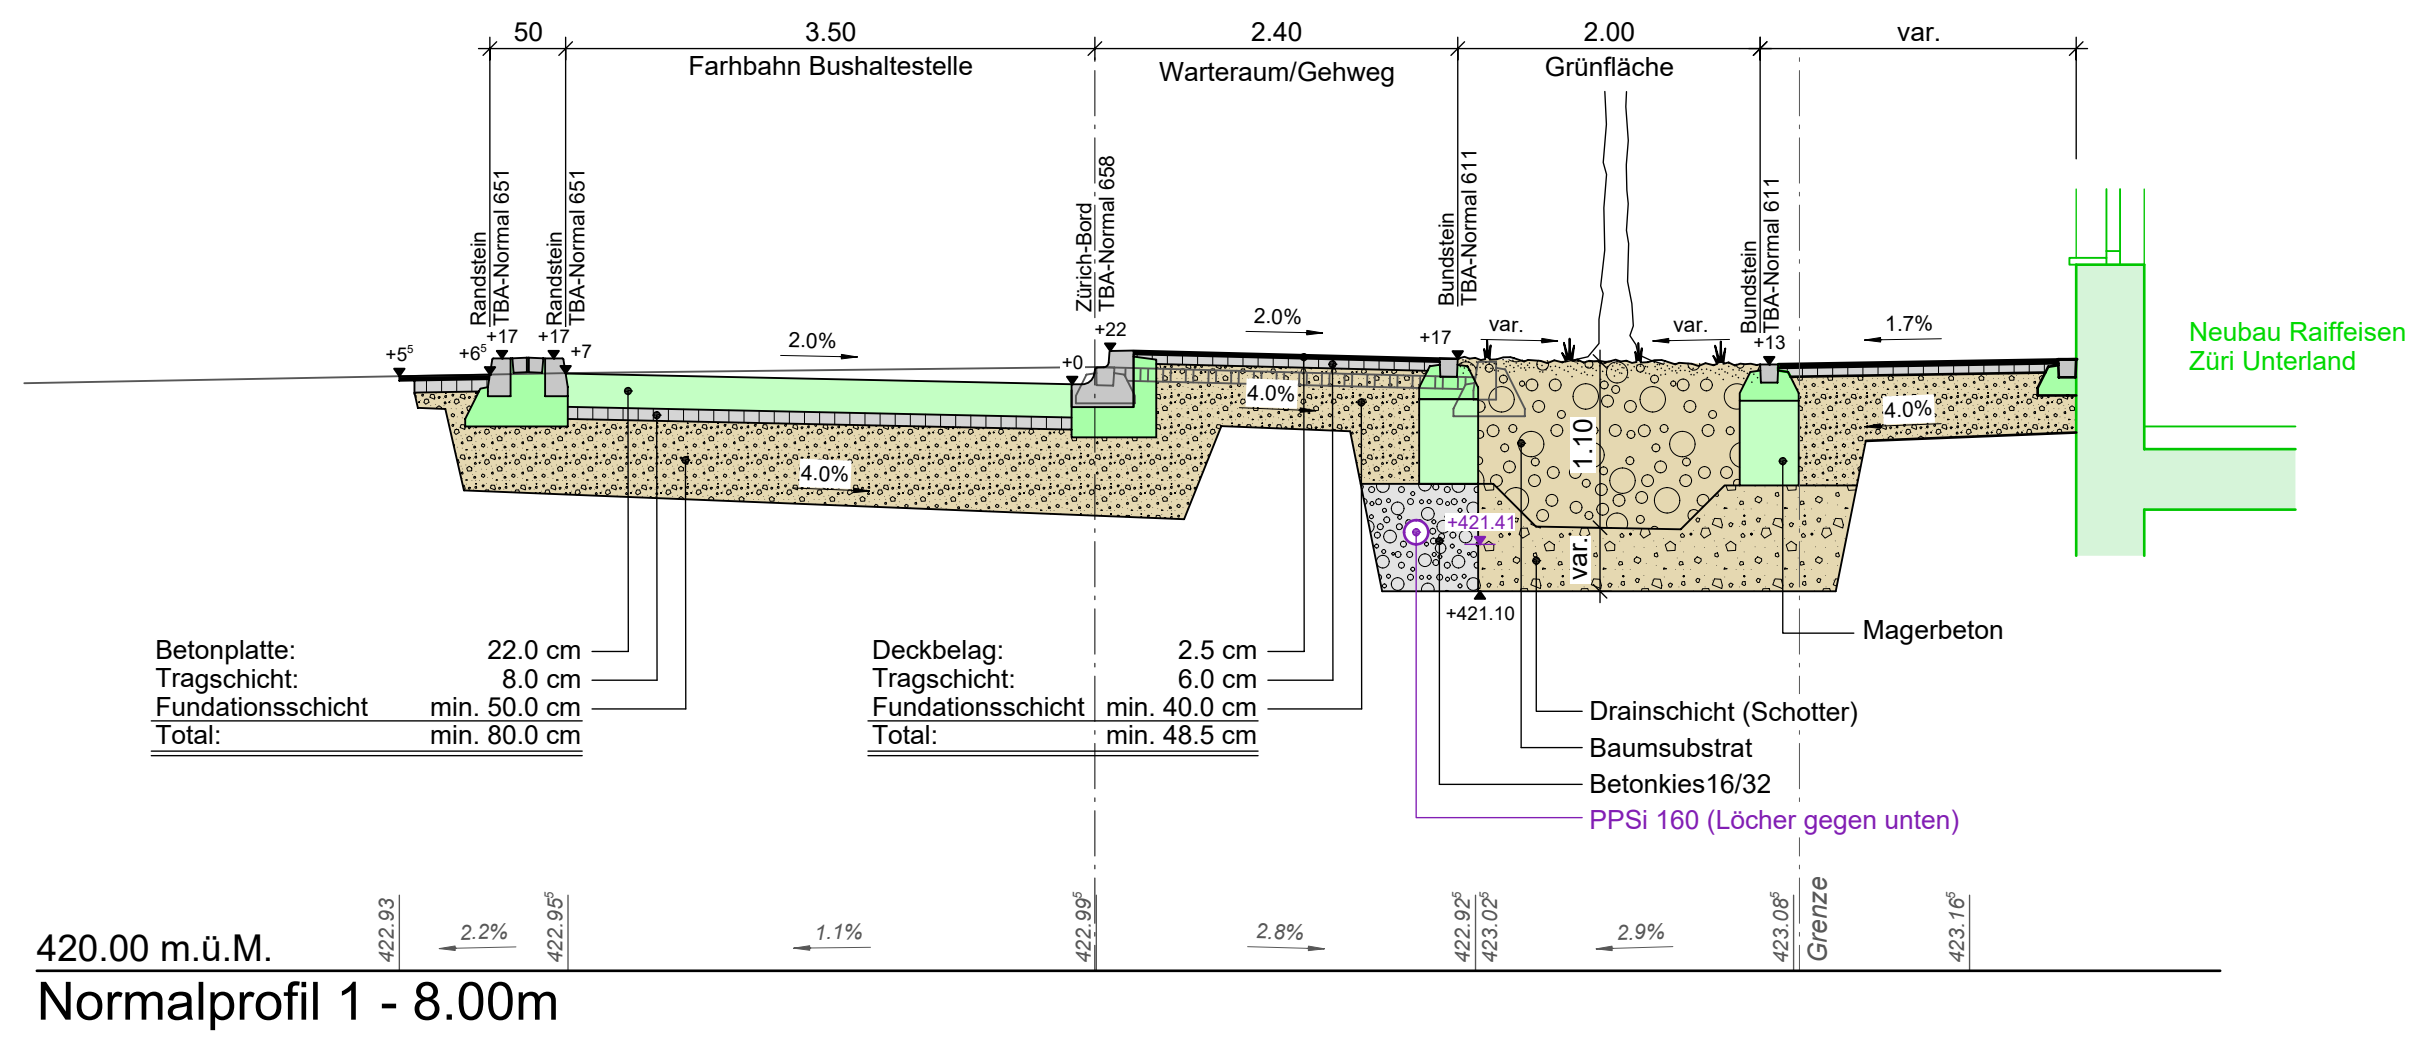 50
3.50
2.40
2.00
var.
Farhbahn Bushaltestelle
Warteraum/Gehweg
Grünfläche
Randstein
TBA-Normal 651
Randstein
TBA-Normal 651
Zürich-Bord
TBA-Normal 658
Bundstein
TBA-Normal 611
Bundstein
TBA-Normal 611
+5⁵
+6⁵
+17
+17
+7
2.0%
+0
+22
2.0%
+17
var.
var.
+13
1.7%
Neubau Raiffeisen
Züri Unterland
4.0%
4.0%
4.0%
1.10
var.
+421.41
+421.10
Betonplatte: 22.0 cm
Tragschicht: 8.0 cm
Fundationsschicht min. 50.0 cm
Total: min. 80.0 cm
Deckbelag: 2.5 cm
Tragschicht: 6.0 cm
Fundationsschicht min. 40.0 cm
Total: min. 48.5 cm
Magerbeton
Drainschicht (Schotter)
Baumsubstrat
Betonkies16/32
PPSi 160 (Löcher gegen unten)
422.93
2.2%
422.95⁵
1.1%
422.99⁵
2.8%
422.92⁵
423.02⁵
2.9%
423.08⁵
Grenze
423.16⁵
420.00 m.ü.M.
Normalprofil 1 - 8.00m